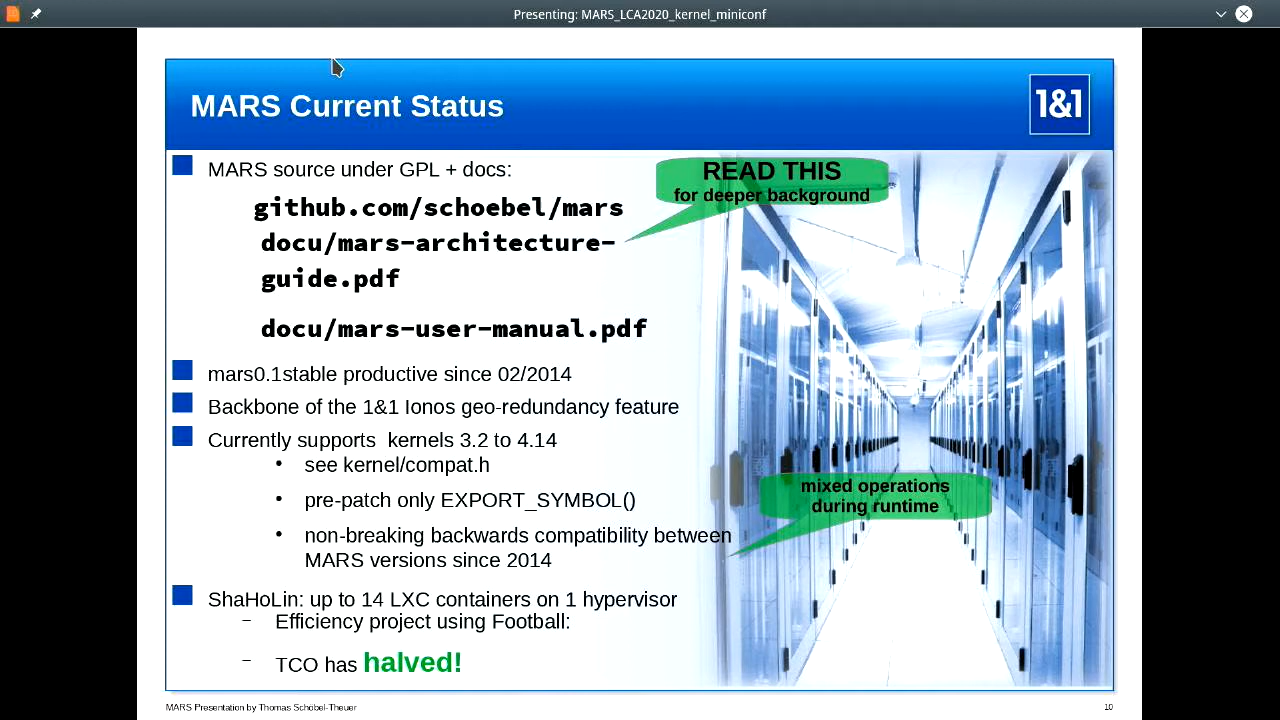 Presenting: MARS_LCA2020_kernel_miniconf
MARS Current Status
1&1
MARS source under GPL + docs:
READ THIS
for deeper background
github.com/schoebel/mars
docu/mars-architecture-
guide.pdf
docu/mars-user-manual.pdf
mars0.1stable productive since 02/2014
Backbone of the 1&1 Ionos geo-redundancy feature
Currently supports  kernels 3.2 to 4.14
• see kernel/compat.h
• pre-patch only EXPORT_SYMBOL()
mixed operations
during runtime
• non-breaking backwards compatibility between
MARS versions since 2014
ShaHoLin: up to 14 LXC containers on 1 hypervisor
– Efficiency project using Football:
– TCO has halved!
MARS Presentation by Thomas Schöbel-Theuer
10